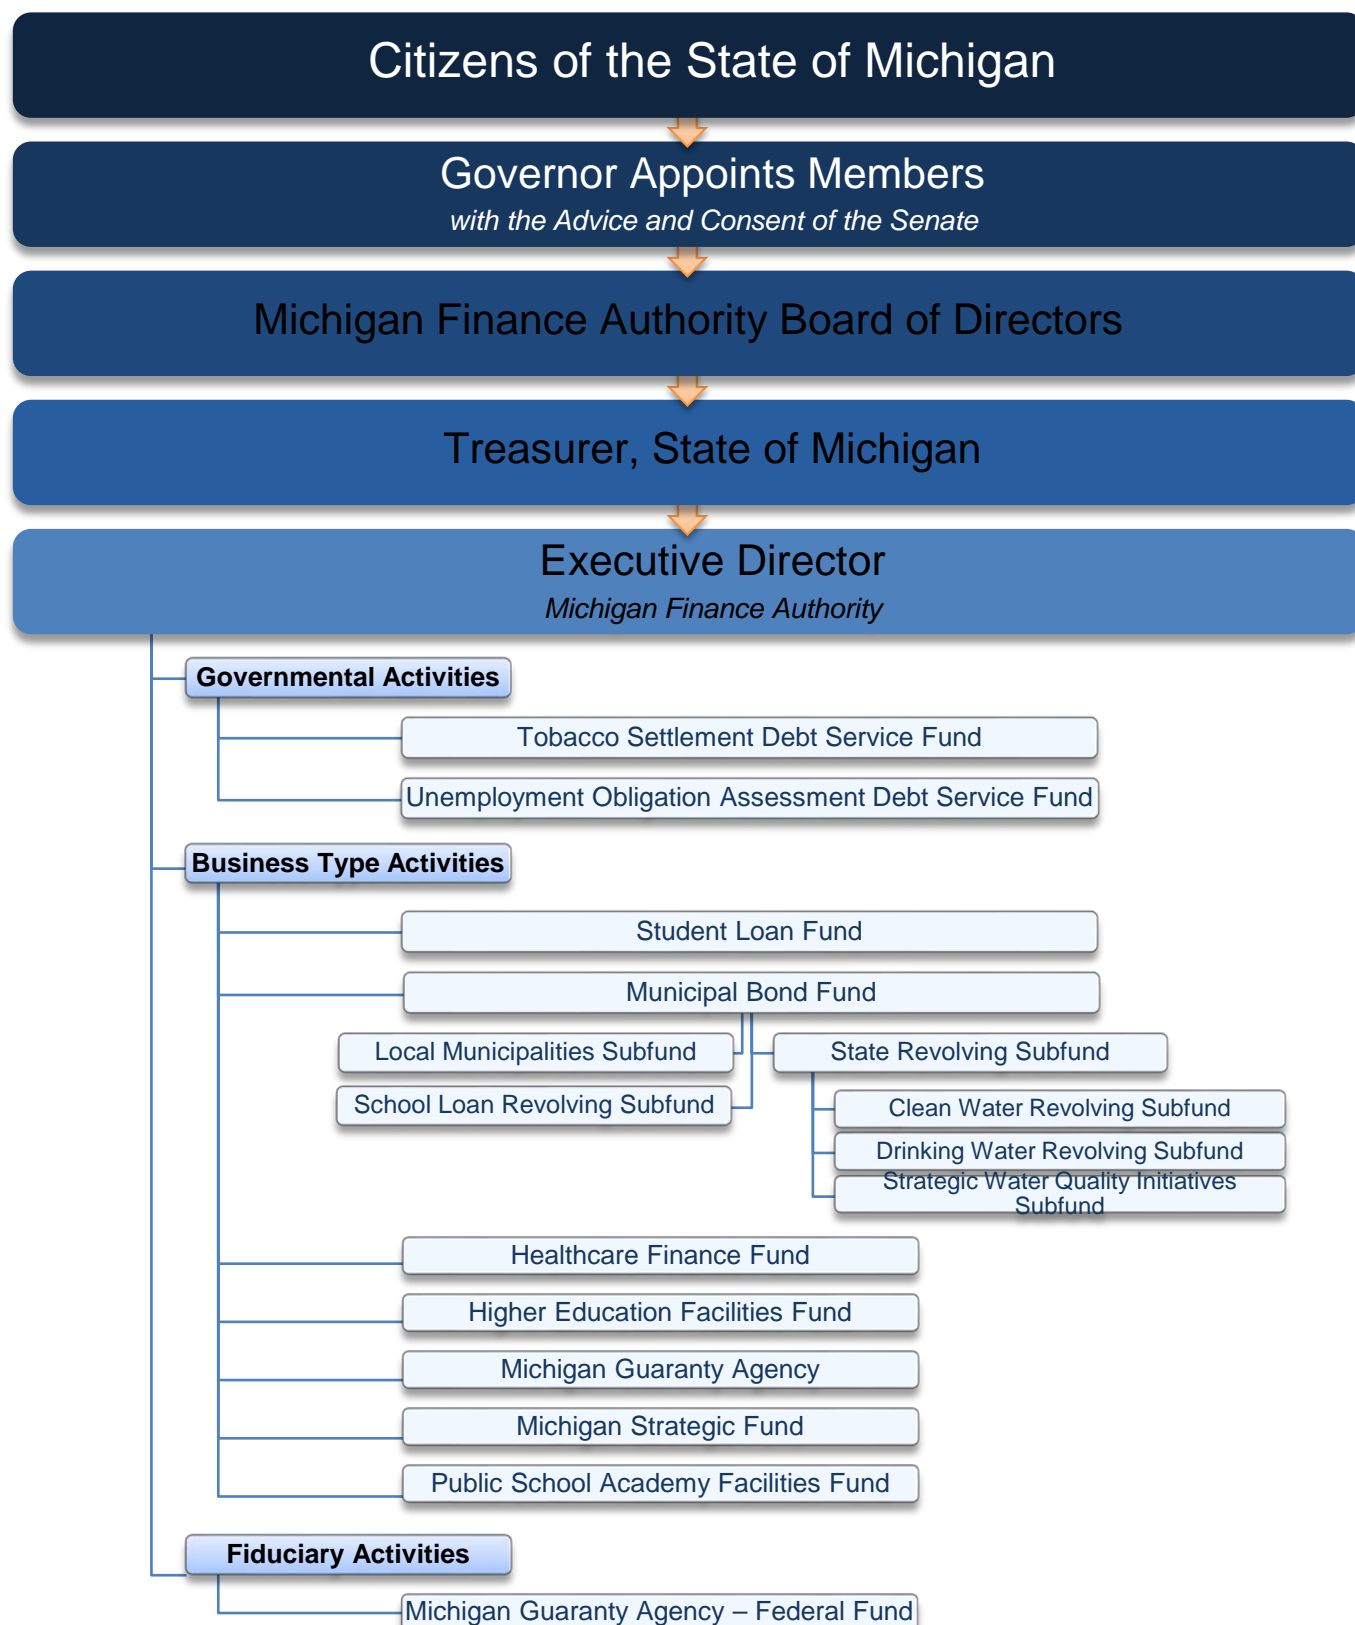 Citizens of the State of Michigan
Governor Appoints Members
with the Advice and Consent of the Senate
Michigan Finance Authority Board of Directors
Treasurer, State of Michigan
Executive Director
Michigan Finance Authority
Governmental Activities
Tobacco Settlement Debt Service Fund
Unemployment Obligation Assessment Debt Service Fund
Business Type Activities
Student Loan Fund
Municipal Bond Fund
Local Municipalities Subfund
State Revolving Subfund
School Loan Revolving Subfund
Clean Water Revolving Subfund
Drinking Water Revolving Subfund
Strategic Water Quality Initiatives
Subfund
Healthcare Finance Fund
Higher Education Facilities Fund
Michigan Guaranty Agency
Michigan Strategic Fund
Public School Academy Facilities Fund
Fiduciary Activities
Michigan Guaranty Agency – Federal Fund